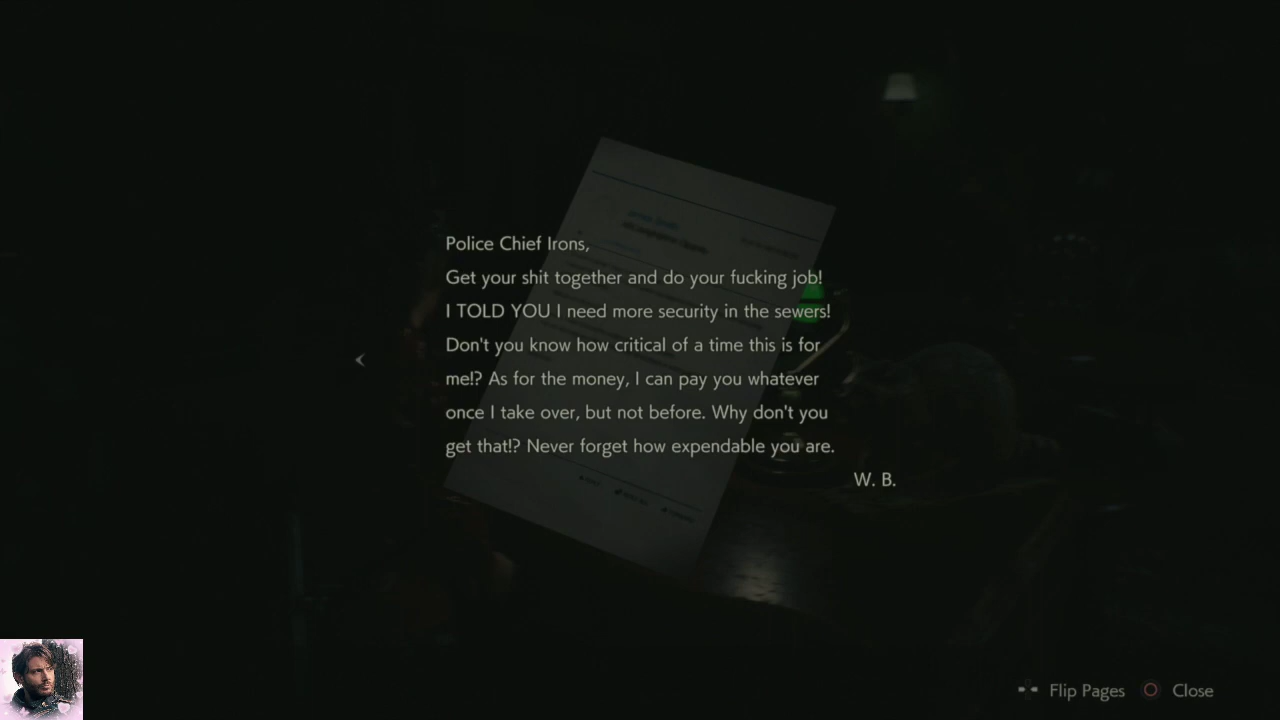 Police Chief Irons,
Get your shit together and do your fucking job!
I TOLD YOU I need more security in the sewers!
Don't you know how critical of a time this is for
me!? As for the money, I can pay you whatever
once I take over, but not before. Why don't you
get that!? Never forget how expendable you are.
W. B.
Flip Pages Close